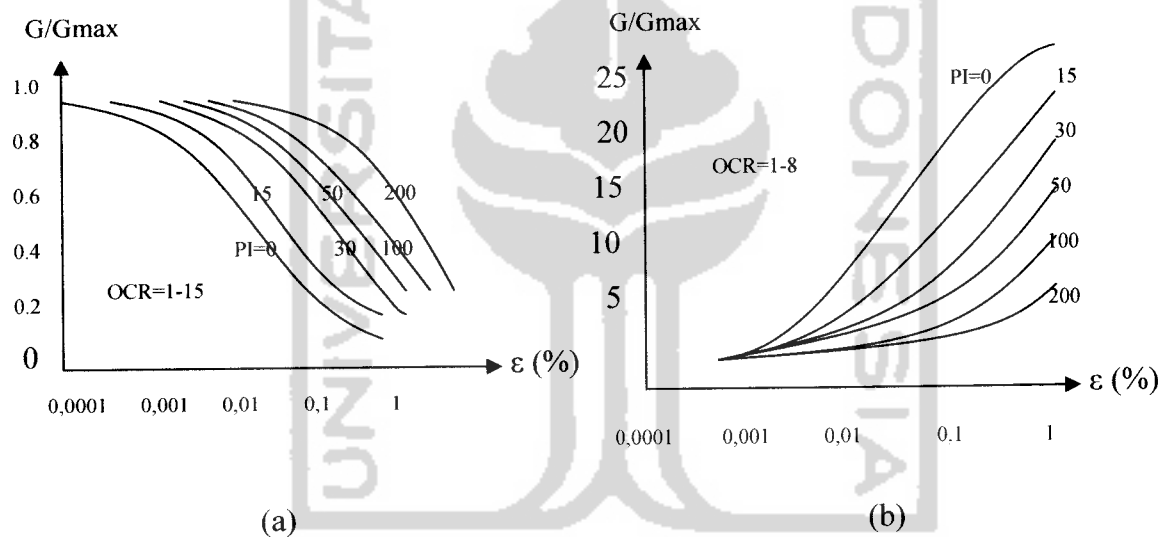 G/Gmax
1.0
0.8
0.6
0.4
0.2
0
15
50
200
PI=0
30
100
OCR=1-15
ε (%)
0,0001
0,001
0,01
0,1
1
(a)
G/Gmax
25
20
15
10
5
PI=0
15
30
50
100
200
OCR=1-8
ε (%)
0,0001
0,001
0,01
0.1
1
(b)
UNIVERSITA
DONESIA